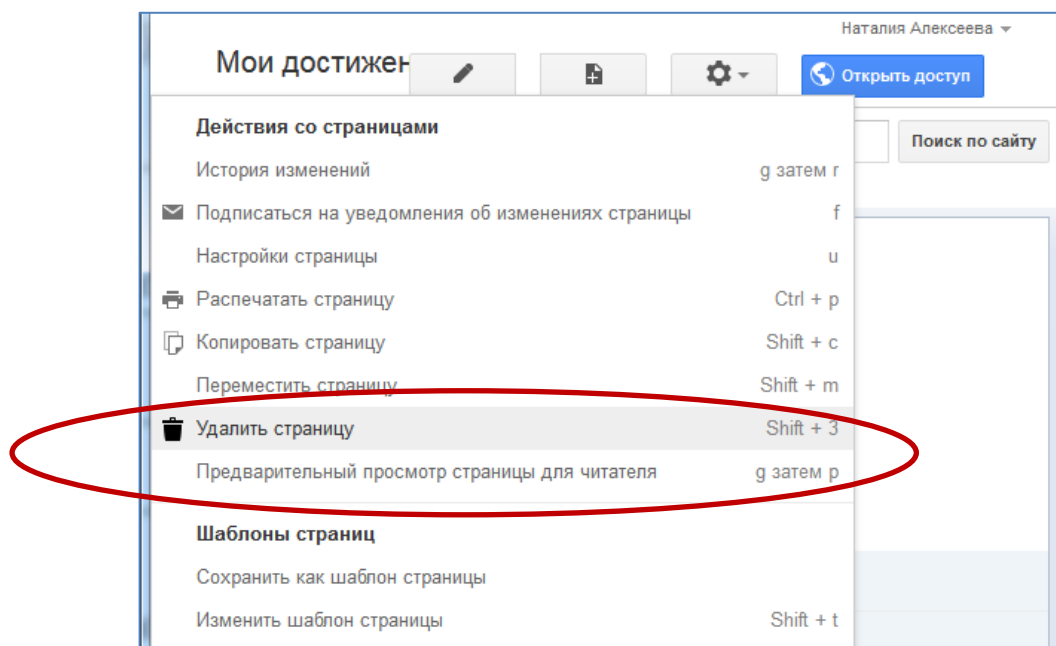 Наталия Алексеева
Мои достижен
Открыть доступ
Поиск по сайту
Действия со страницами
История изменений g затем r
Подписаться на уведомления об изменениях страницы f
Настройки страницы u
Распечатать страницу Ctrl + p
Копировать страницу Shift + c
Переместить страницу Shift + m
Удалить страницу Shift + 3
Предварительный просмотр страницы для читателя g затем p
Шаблоны страниц
Сохранить как шаблон страницы
Изменить шаблон страницы Shift + t